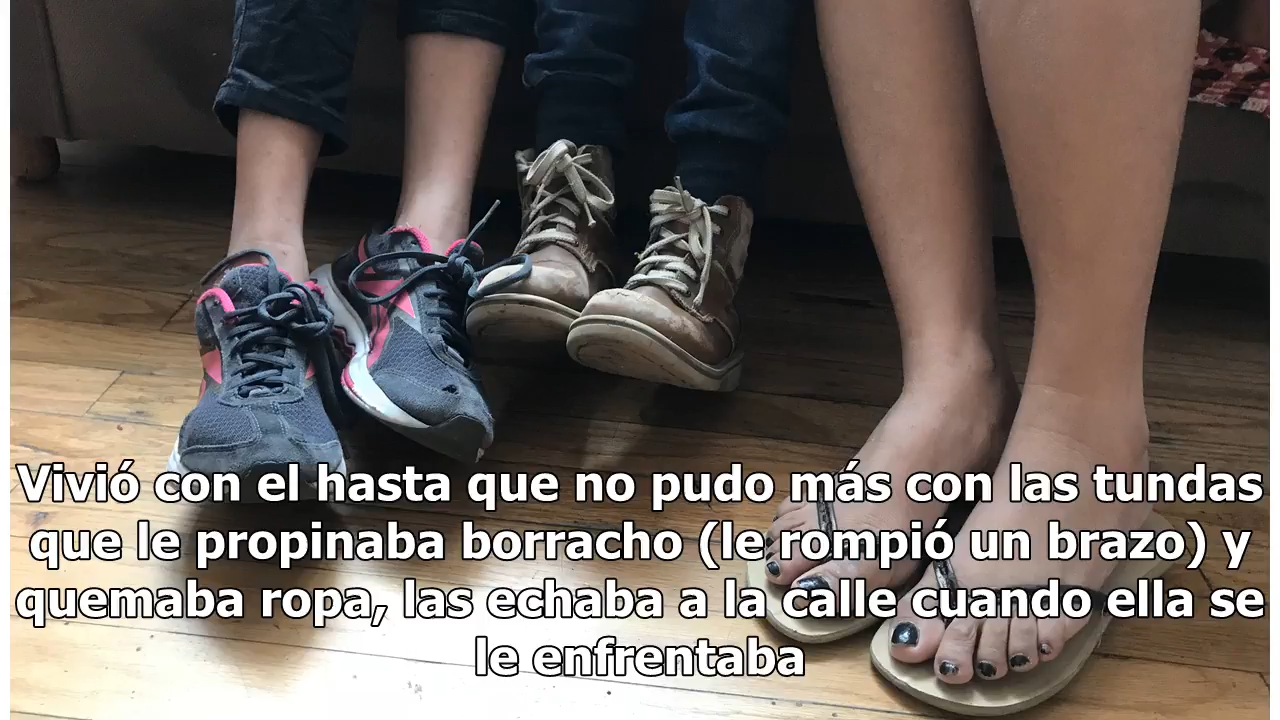 Vivió con el hasta que no pudo más con las tundas
que le propinaba borracho (le rompió un brazo) y
quemaba ropa, las echaba a la calle cuando ella se
le enfrentaba